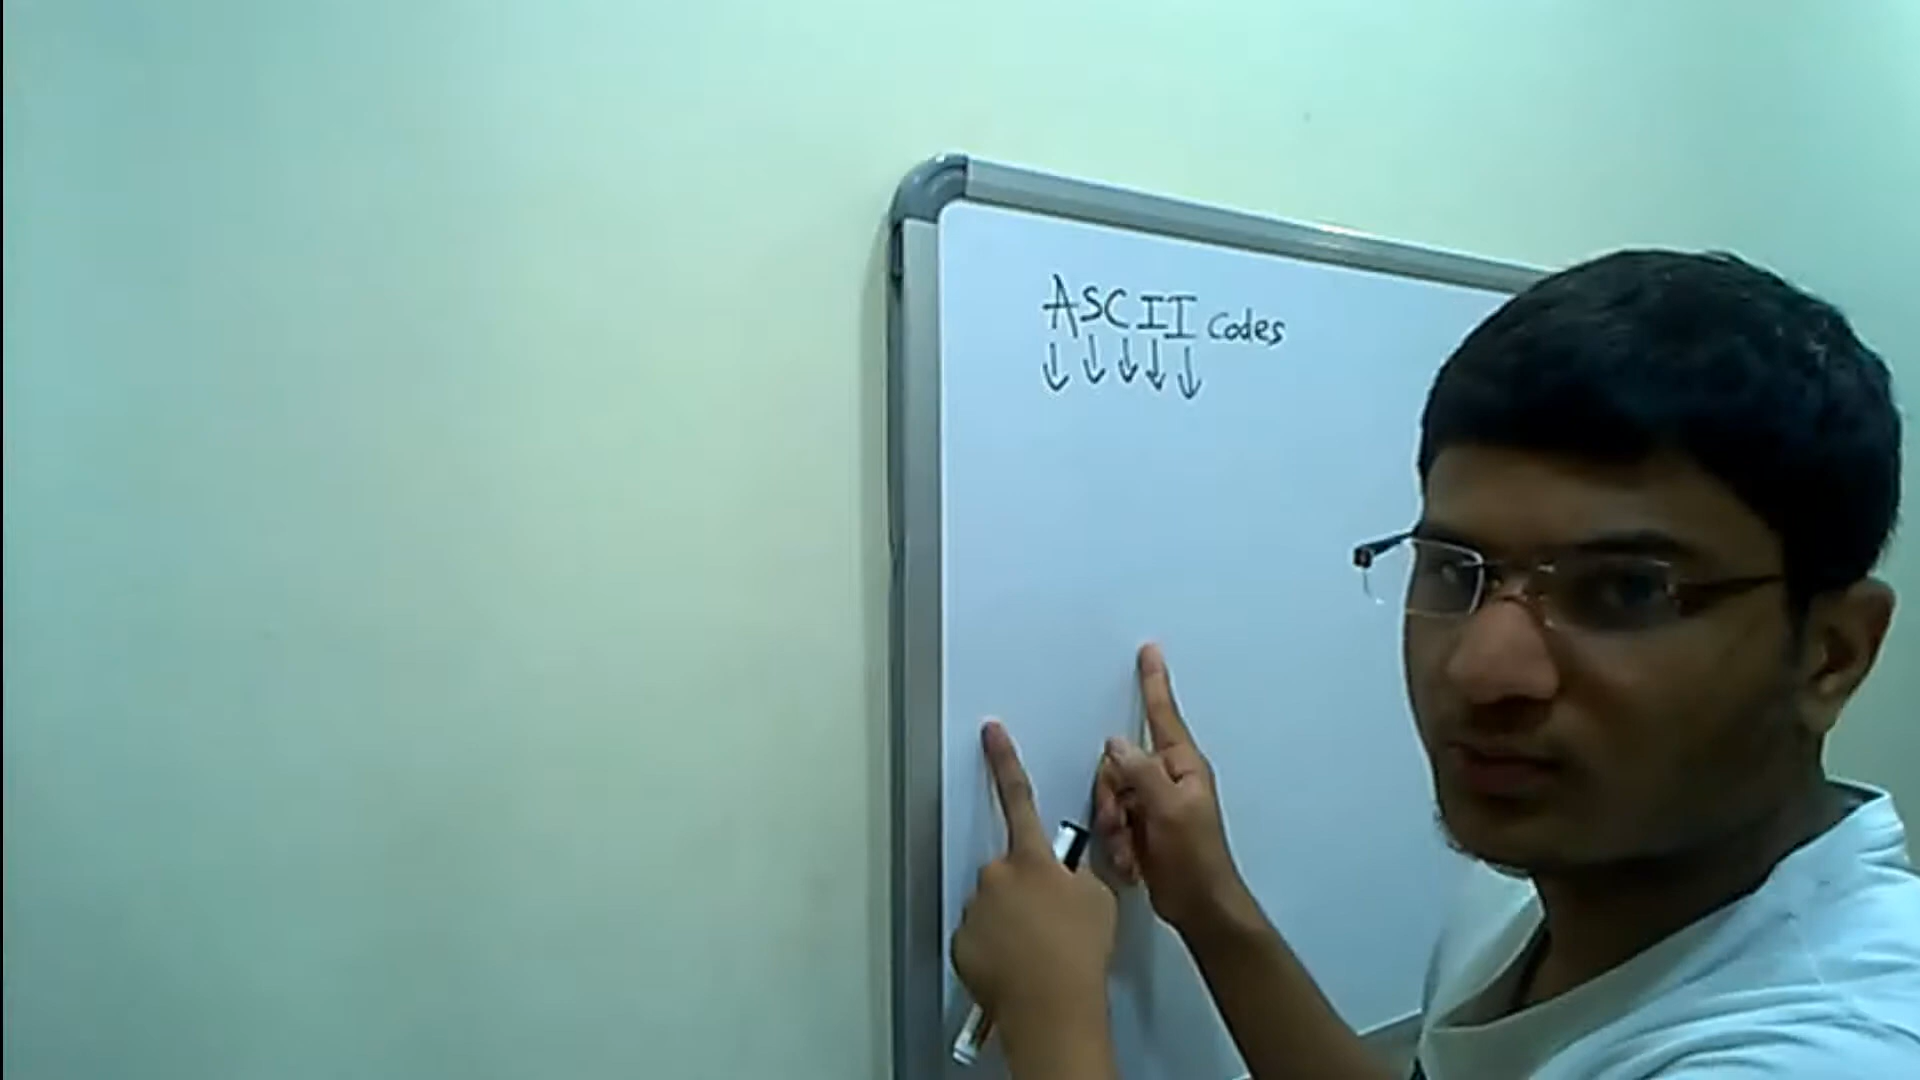 ASCII Codes
↓ ↓ ↓ ↓ ↓